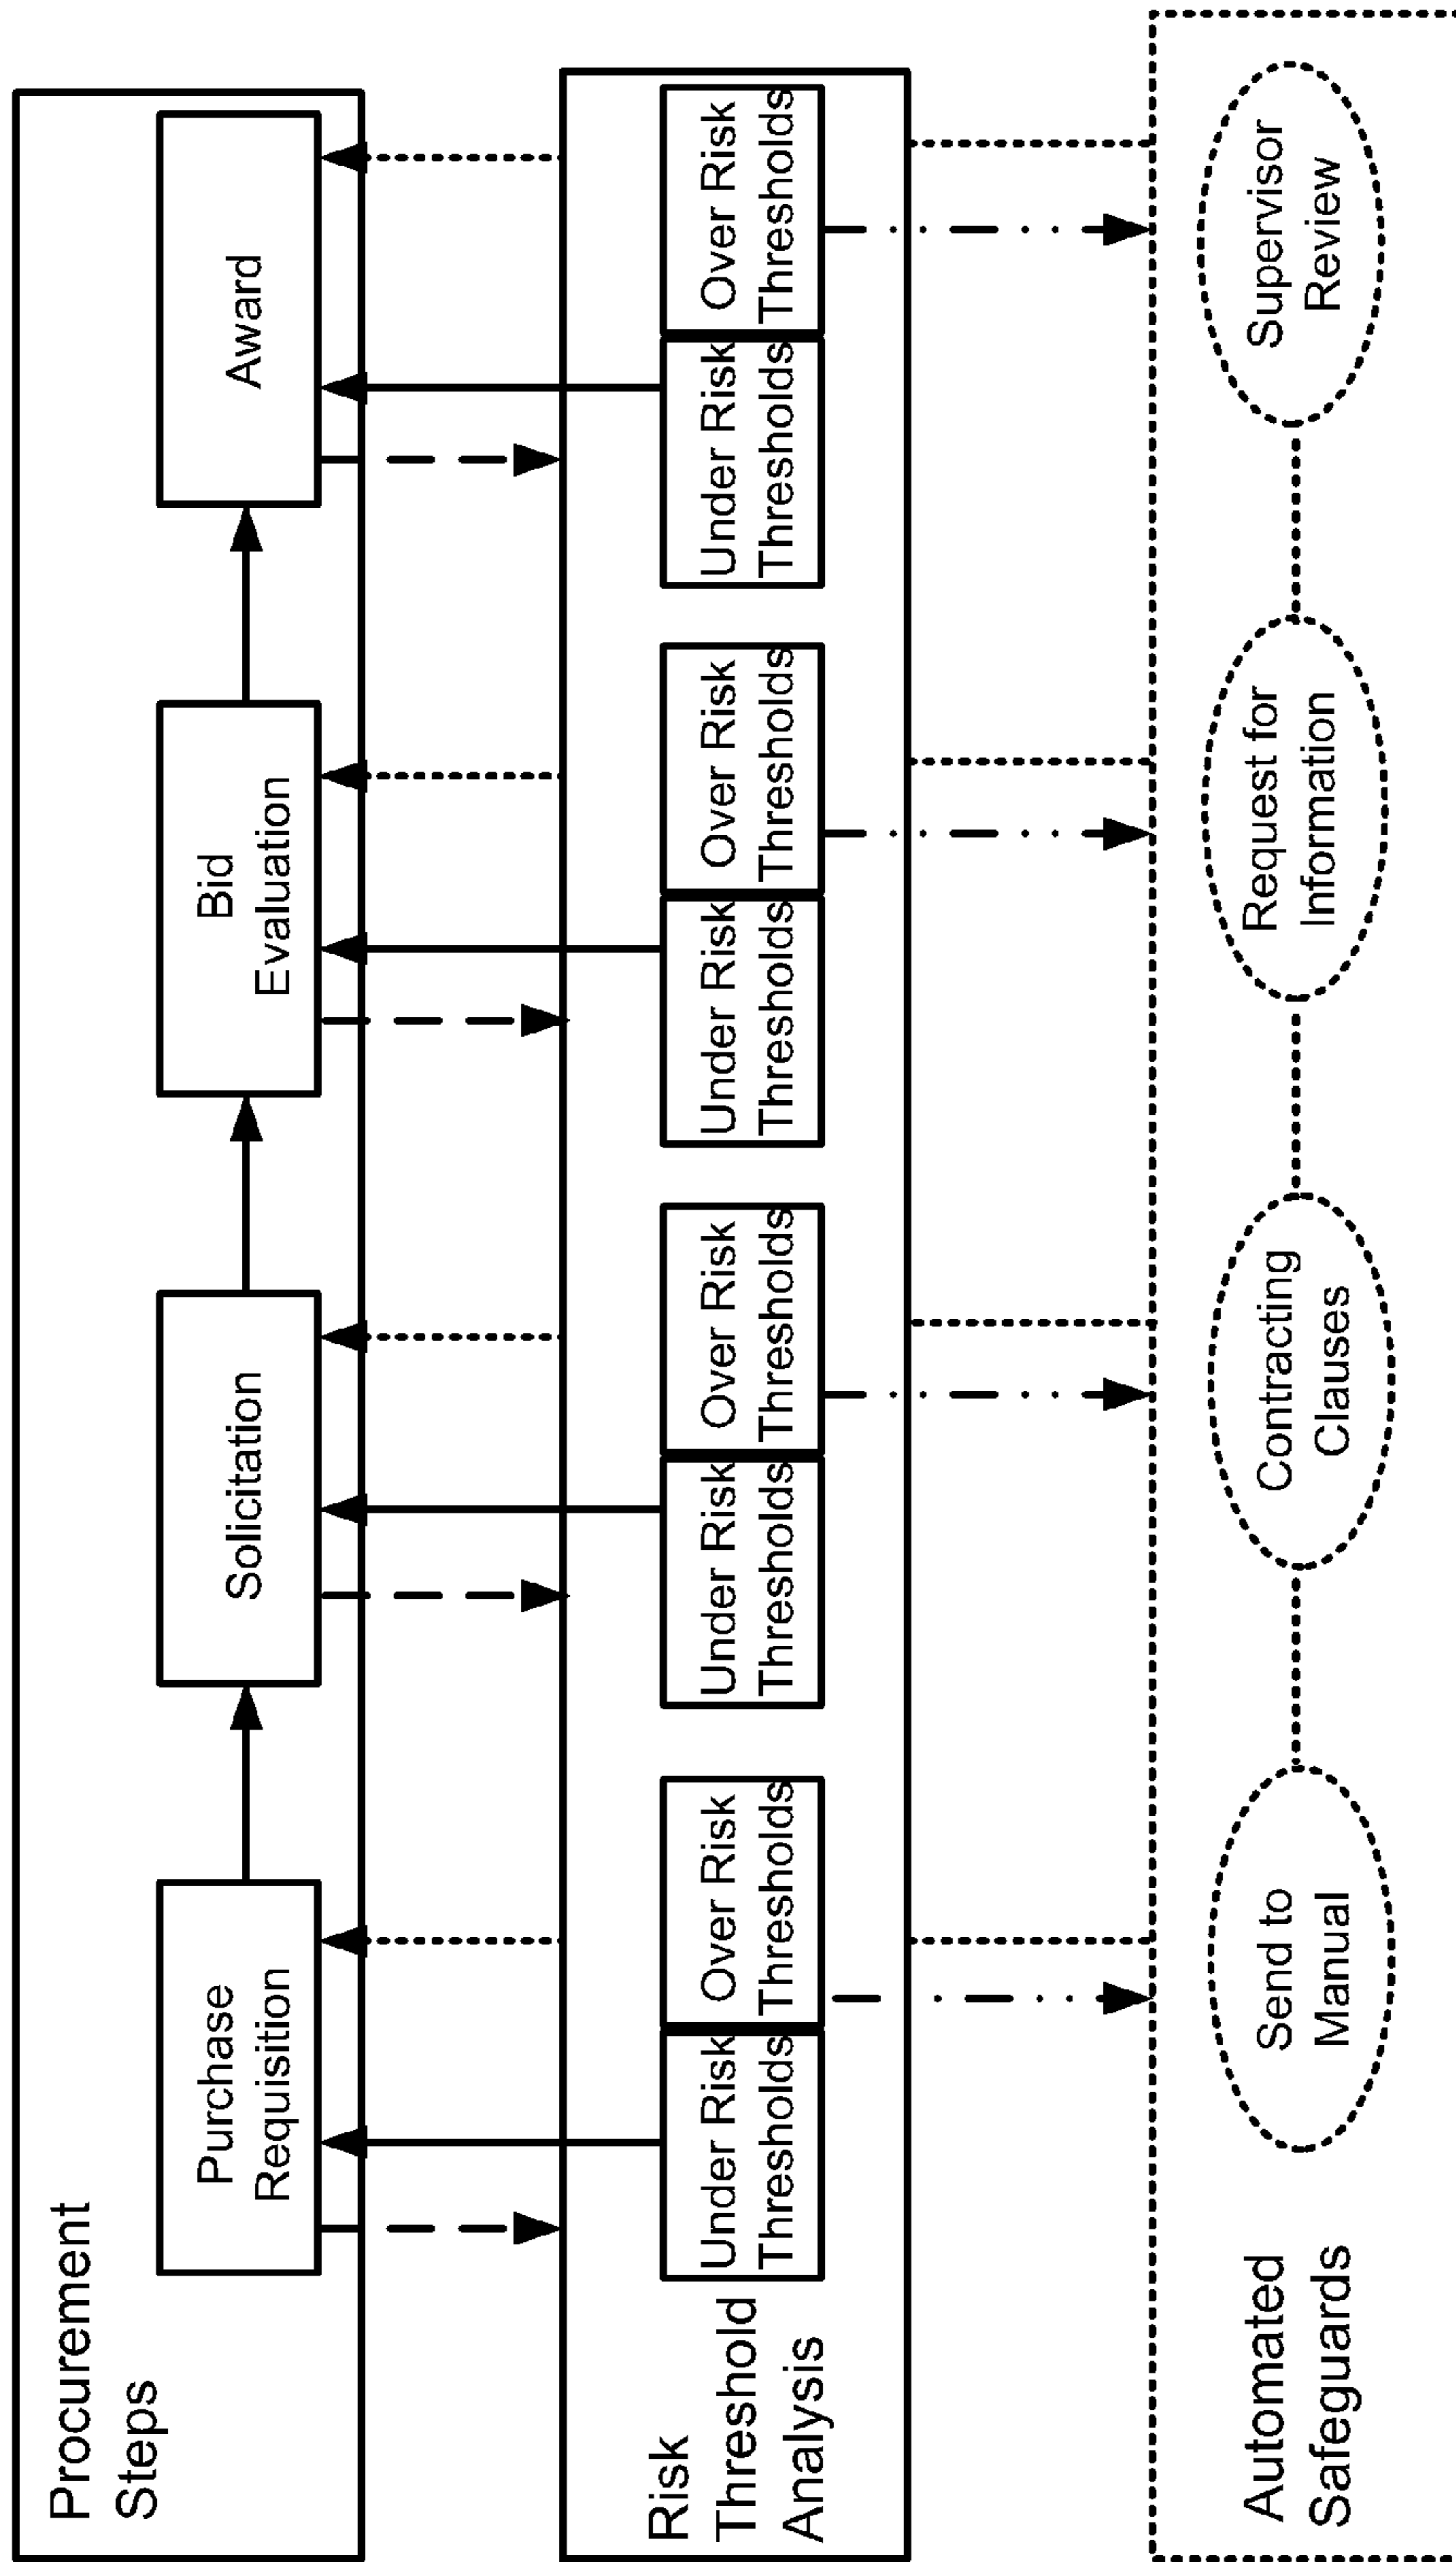 Procurement
Steps
Purchase
Requisition
Solicitation
Bid
Evaluation
Award
Risk
Threshold
Analysis
Under Risk
Thresholds
Over Risk
Thresholds
Under Risk
Thresholds
Over Risk
Thresholds
Under Risk
Thresholds
Over Risk
Thresholds
Under Risk
Thresholds
Over Risk
Thresholds
Automated
Safeguards
Send to
Manual
Contracting
Clauses
Request for
Information
Supervisor
Review